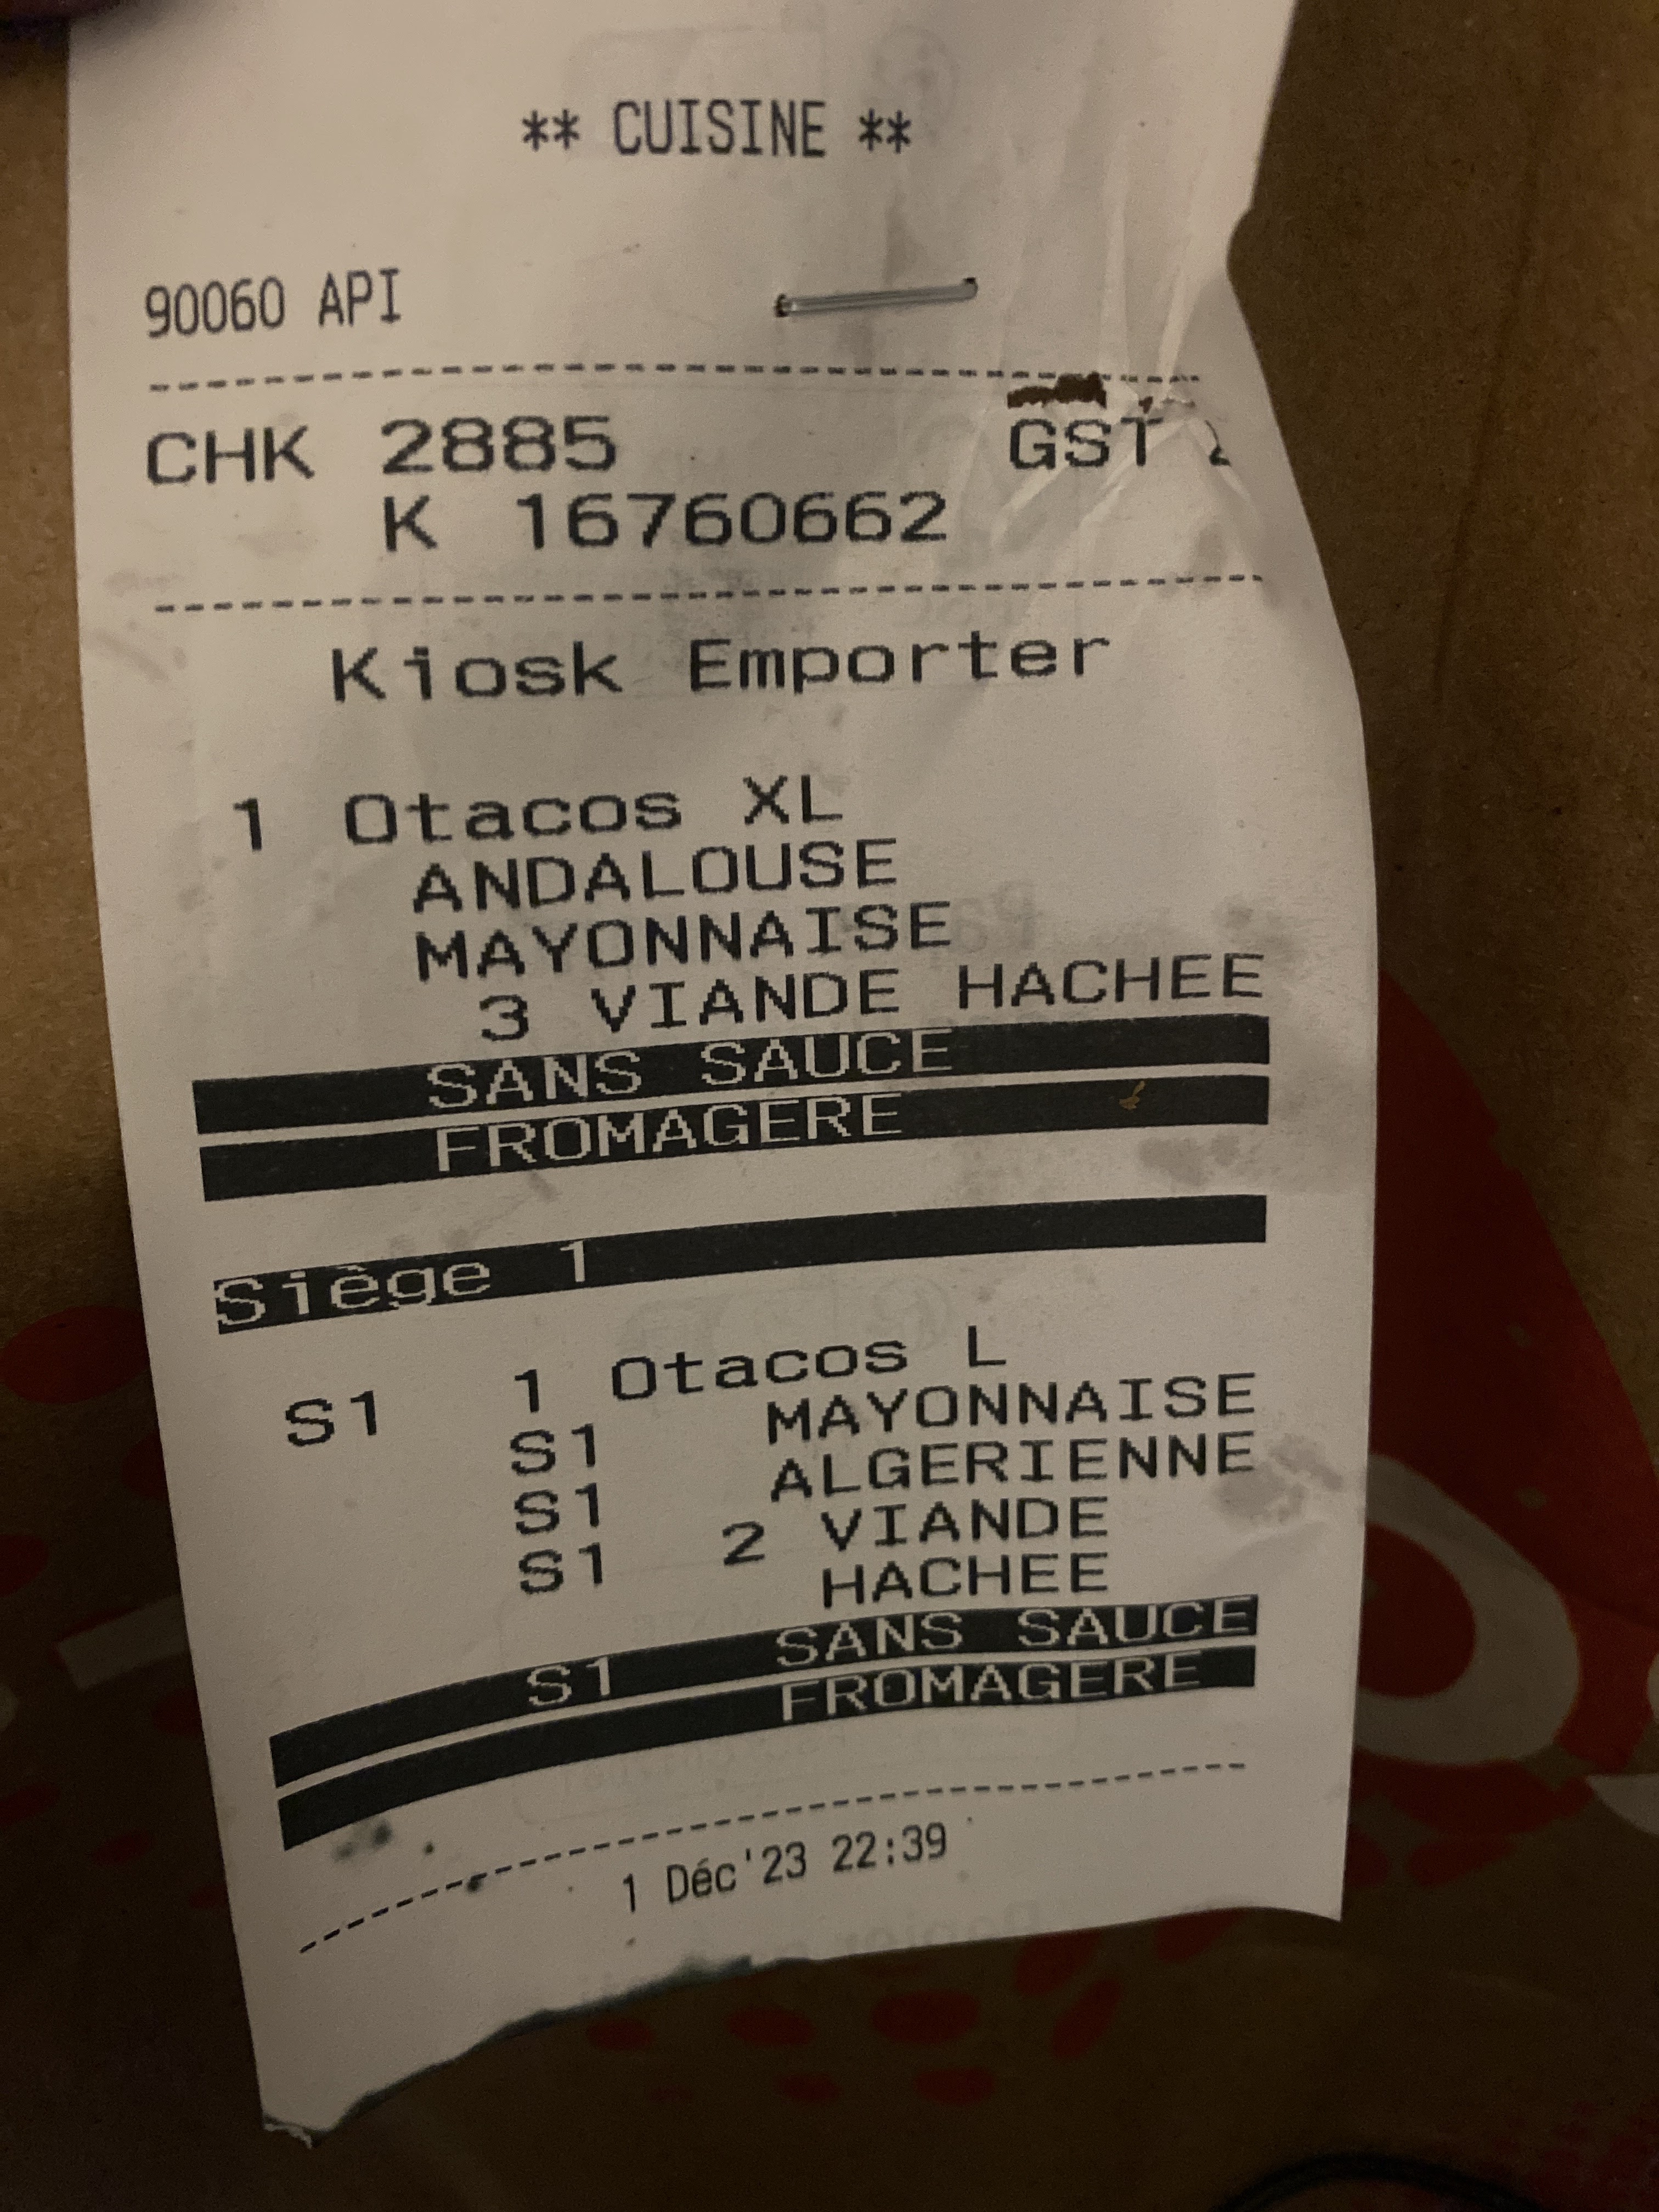 ** CUISINE **
90060 API
CHK 2885 GST
K 16760662
Kiosk Emporter
1 Otacos XL
ANDALOUSE
MAYONNAISE
3 VIANDE HACHEE
SANS SAUCE
FROMAGERE
Siège 1
S1 1 Otacos L
S1 MAYONNAISE
S1 ALGERIENNE
S1 2 VIANDE
HACHEE
S1 SANS SAUCE
FROMAGERE
1 Déc'23 22:39